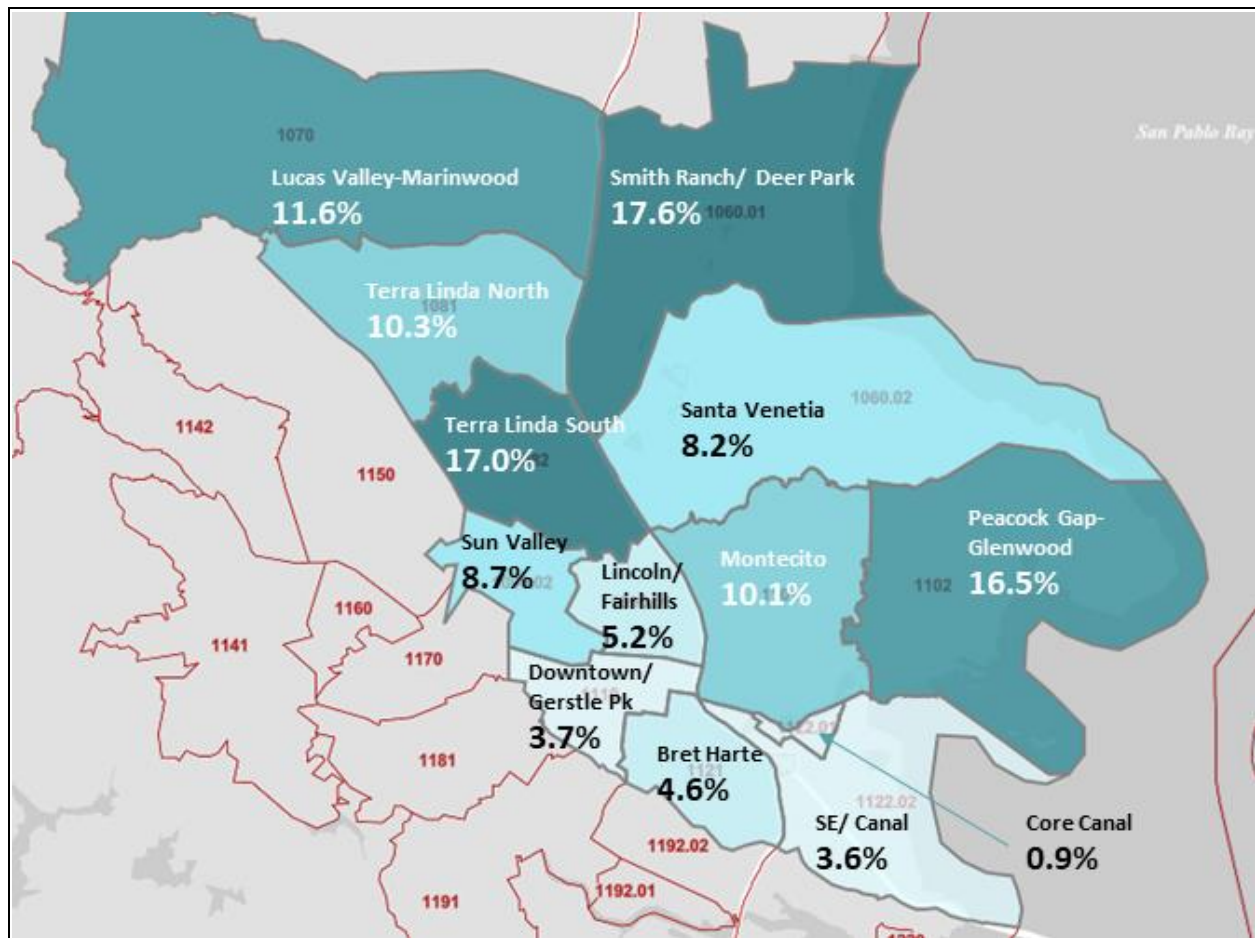 San Pablo Bay
1070
Lucas Valley-Marinwood
11.6%
Smith Ranch/ Deer Park
1060.01
17.6%
Terra Linda North
1081
10.3%
Santa Venetia
1060.02
8.2%
1142
Terra Linda South
17.0%
1150
Peacock Gap-
Glenwood
1102
16.5%
Sun Valley
8.7%
Montecito
10.1%
Lincoln/
Fairhills
5.2%
1160
1141
1170
Downtown/
Gerstle Pk
3.7%
1181
Bret Harte
1121
4.6%
1122.01
1122.02
SE/ Canal
3.6%
Core Canal
0.9%
1192.02
1192.01
1191